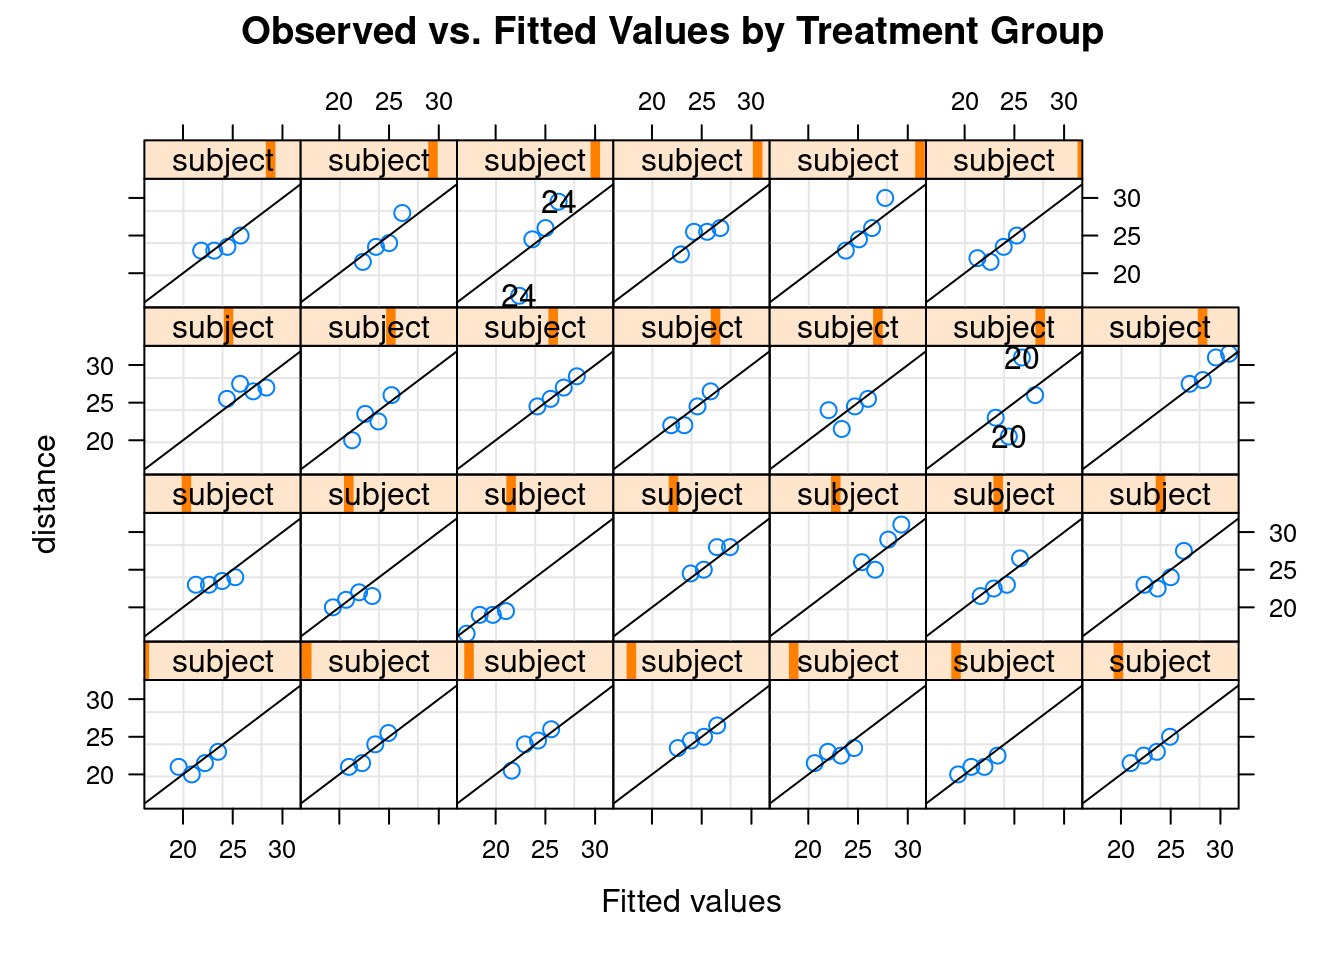 Observed vs. Fitted Values by Treatment Group
20 25 30 20 25 30 20 25 30
subject subject subject subject subject subject
24
30
25
20
24
subject subject subject subject subject subject subject
20
30
25
20
20
subject subject subject subject subject subject subject
30
25
20
subject subject subject subject subject subject subject
30
25
20
distance
20 25 30 20 25 30 20 25 30 20 25 30
Fitted values